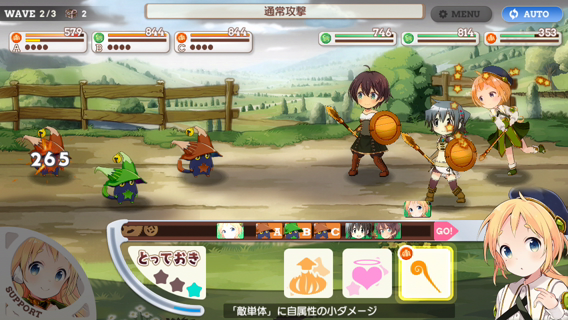 WAVE 2/3 2
通常攻撃
MENU
AUTO
579 844 844
A B C
746 814 353
265
A B C GO!
とっておき
SUPPORT
「敵単体」に自属性の小ダメージ